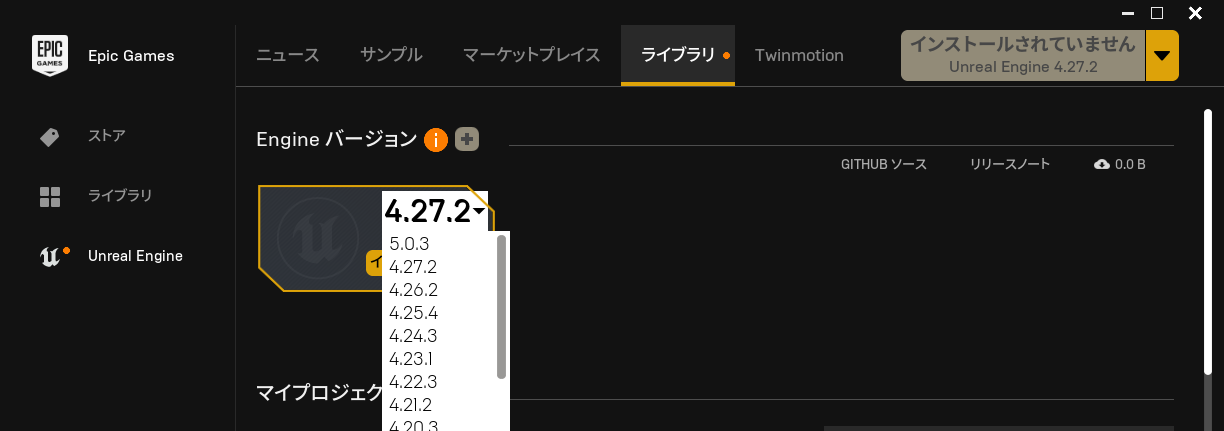 EPIC
GAMES
Epic Games
ニュース
サンプル
マーケットプレイス
ライブラリ
Twinmotion
インストールされていません
Unreal Engine 4.27.2
ストア
ライブラリ
Unreal Engine
Engine バージョン
GITHUB ソース
リリースノート
0.0 B
4.27.2
5.0.3
4.27.2
4.26.2
4.25.4
4.24.3
4.23.1
4.22.3
4.21.2
4.20.3
イ
マイプロジェク